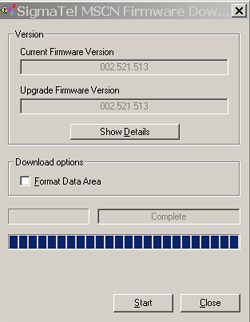 SigmaTel MSCN Firmware Dow...
Version
Current Firmware Version
002.521.513
Upgrade Firmware Version
002.521.513
Show Details
Download options
Format Data Area
Complete
Start
Close